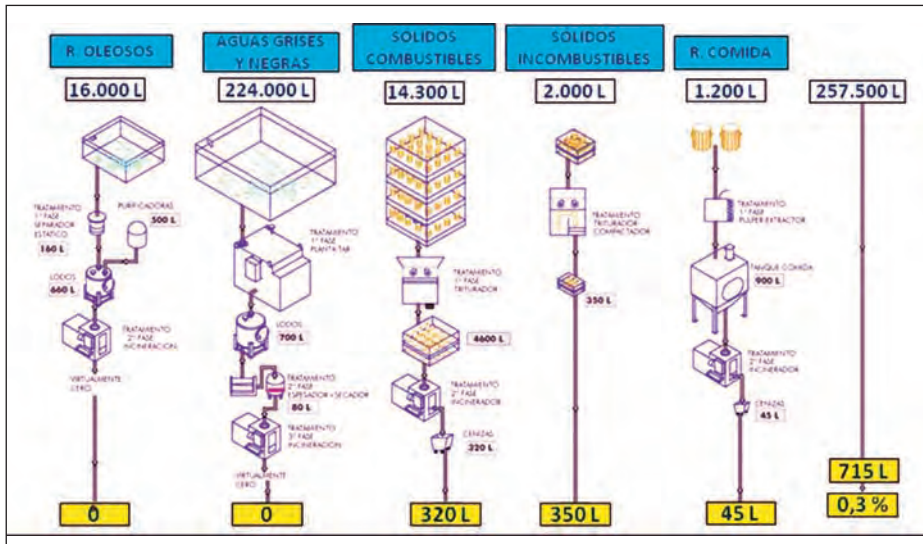 R. OLEOSOS
16.000 L
TRATAMIENTO
1ª FASE
SEPARADOR
ESTATICO
160 L
PURIFICADORAS
500 L
LODOS
660 L
TRATAMIENTO
2ª FASE
INCINERACION
VIRTUALMENTE
CERO
0
AGUAS GRISES
Y NEGRAS
224.000 L
TRATAMIENTO
1ª FASE
PLANTA TAR
LODOS
700 L
TRATAMIENTO
2ª FASE
ESPESADOR+SECADOR
80 L
TRATAMIENTO
3ª FASE
INCINERACION
VIRTUALMENTE
CERO
0
SÓLIDOS
COMBUSTIBLES
14.300 L
TRATAMIENTO
1ª FASE
TRITURADOR
4600 L
TRATAMIENTO
2ª FASE
INCINERADOR
CENIZAS
320 L
320 L
SÓLIDOS
INCOMBUSTIBLES
2.000 L
TRATAMIENTO
TRITURADOR
COMPACTADOR
350 L
350 L
R. COMIDA
1.200 L
TRATAMIENTO
1ª FASE
PULPER EXTRACTOR
TANQUE COMIDA
900 L
TRATAMIENTO
2ª FASE
INCINERADOR
CENIZAS
45 L
45 L
257.500 L
715 L
0,3 %